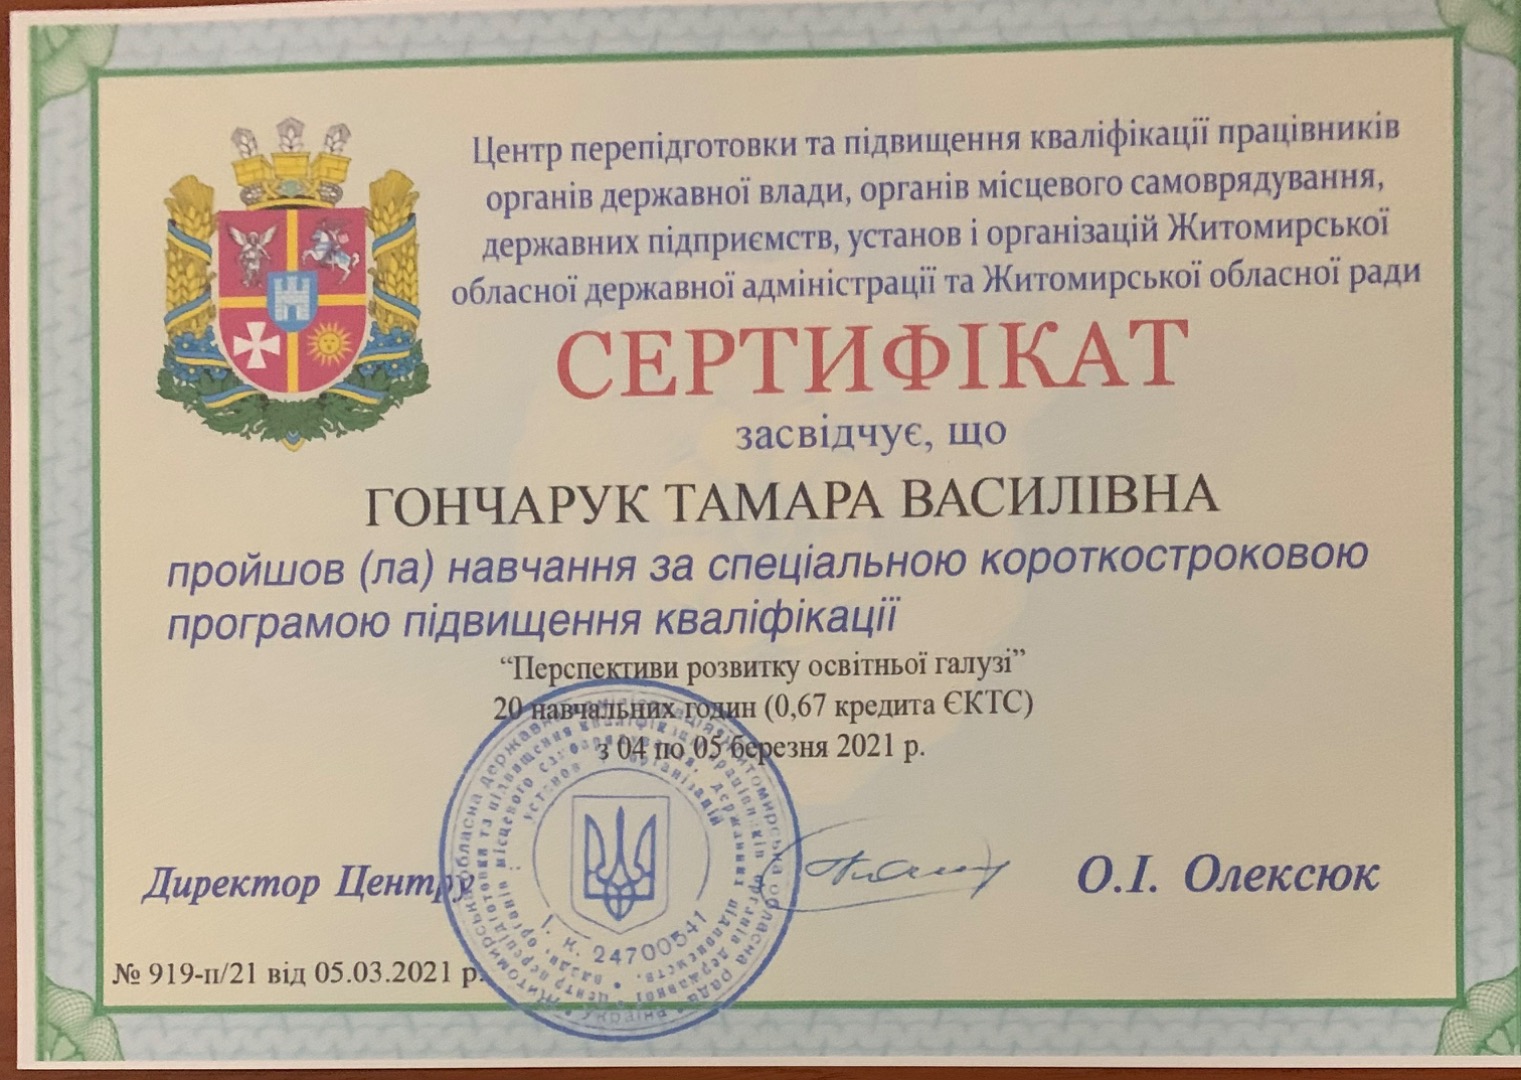 Центр перепідготовки та підвищення кваліфікації працівників
органів державної влади, органів місцевого самоврядування,
державних підприємств, установ і організацій Житомирської
обласної державної адміністрації та Житомирської обласної ради
СЕРТИФІКАТ
засвідчує, що
ГОНЧАРУК ТАМАРА ВАСИЛІВНА
пройшов (ла) навчання за спеціальною короткостроковою
програмою підвищення кваліфікації
“Перспективи розвитку освітньої галузі”
20 навчальних годин (0,67 кредита ЄКТС)
з 04 по 05 березня 2021 р.
Директор Центру
О.І. Олексюк
І. к. 24700541
№ 919-п/21 від 05.03.2021 р.